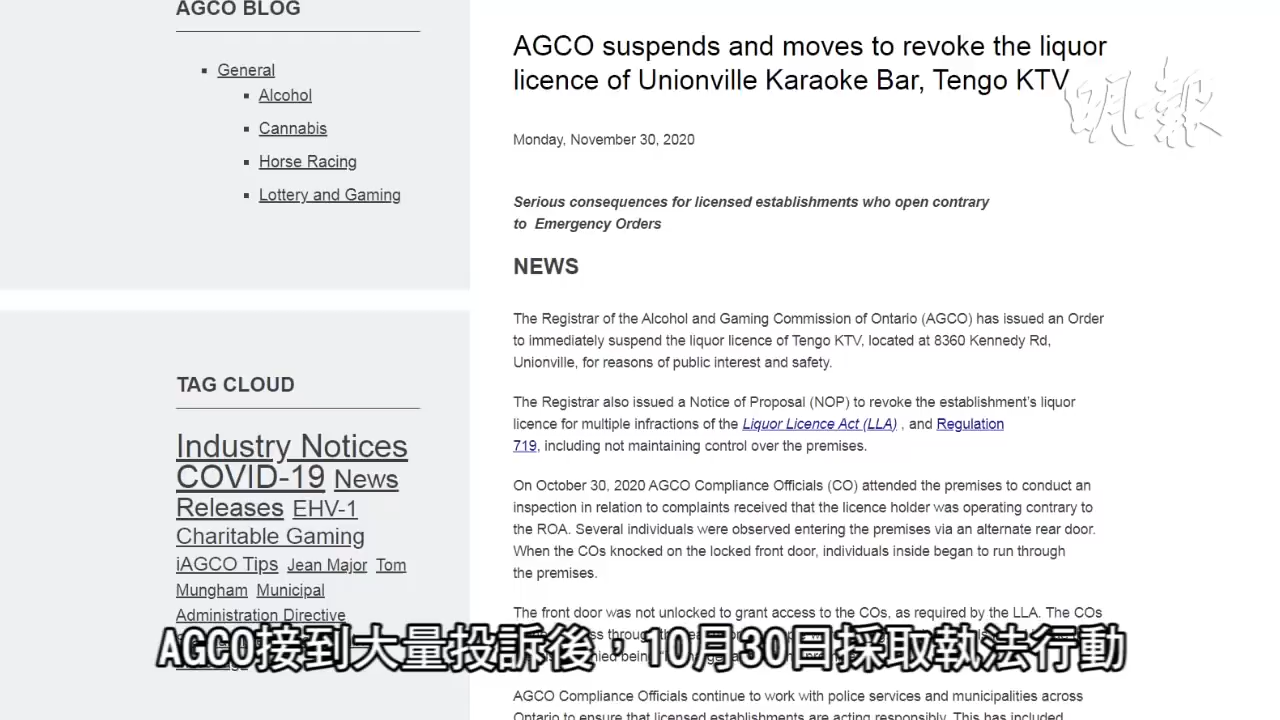 AGCO BLOG
General
Alcohol
Cannabis
Horse Racing
Lottery and Gaming
TAG CLOUD
Industry Notices
COVID-19 News
Releases EHV-1
Charitable Gaming
iAGCO Tips Jean Major Tom
Mungham Municipal
Administration Directive
AGCO suspends and moves to revoke the liquor
licence of Unionville Karaoke Bar, Tengo KTV
明報
Monday, November 30, 2020
Serious consequences for licensed establishments who open contrary
to Emergency Orders
NEWS
The Registrar of the Alcohol and Gaming Commission of Ontario (AGCO) has issued an Order
to immediately suspend the liquor licence of Tengo KTV, located at 8360 Kennedy Rd,
Unionville, for reasons of public interest and safety.
The Registrar also issued a Notice of Proposal (NOP) to revoke the establishment's liquor
licence for multiple infractions of the Liquor Licence Act (LLA) , and Regulation
719, including not maintaining control over the premises.
On October 30, 2020 AGCO Compliance Officials (CO) attended the premises to conduct an
inspection in relation to complaints received that the licence holder was operating contrary to
the ROA. Several individuals were observed entering the premises via an alternate rear door.
When the COs knocked on the locked front door, individuals inside began to run through
the premises.
The front door was not unlocked to grant access to the COs, as required by the LLA. The COs
AGCO Compliance Officials continue to work with police services and municipalities across
Ontario to ensure that licensed establishments are acting responsibly. This has included
AGCO接到大量投訴後，10月30日採取執法行動